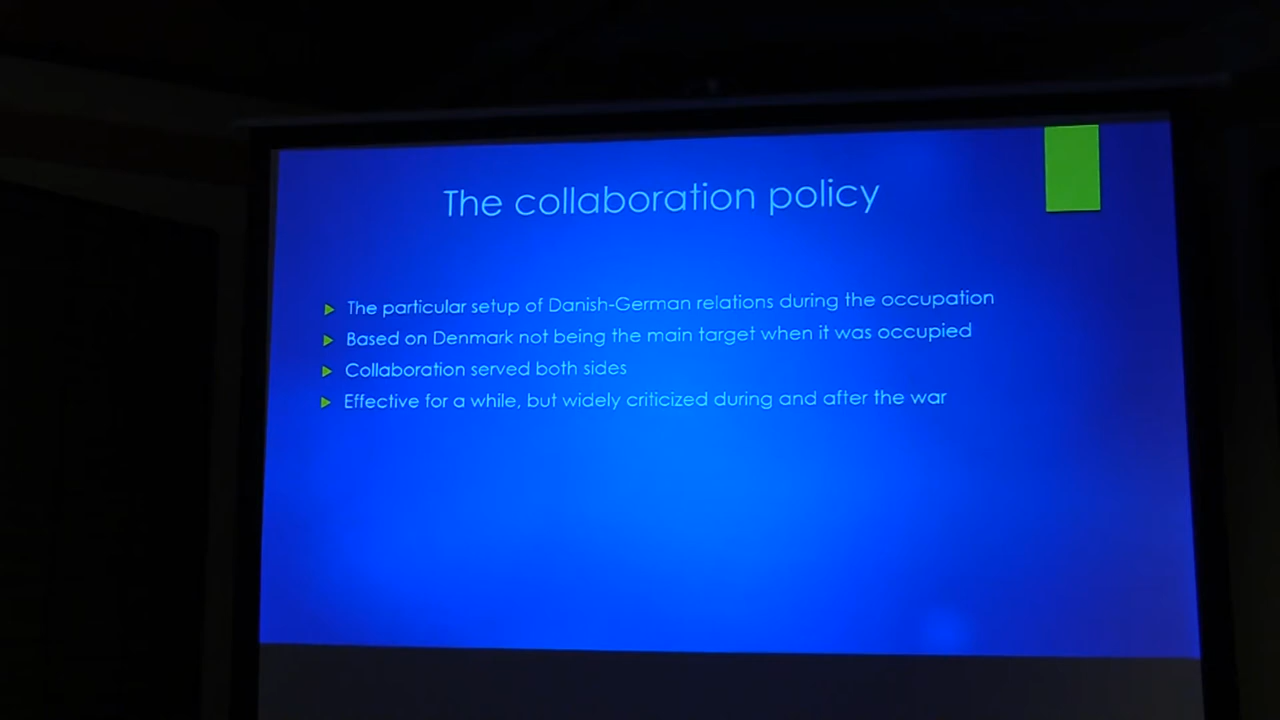 The collaboration policy
The particular setup of Danish-German relations during the occupation
Based on Denmark not being the main target when it was occupied
Collaboration served both sides
Effective for a while, but widely criticized during and after the war